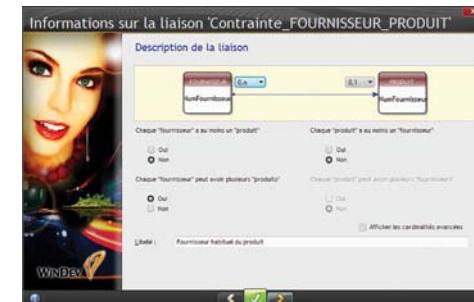 Informations sur la liaison 'Contrainte_FOURNISSEUR_PRODUIT'
Description de la liaison
FOURNISSEUR 0,n 0,1 PRODUIT
NumFournisseur NumFournisseur
Chaque "fournisseur" a au moins un "produit" Chaque "produit" a au moins un "fournisseur"
Oui Oui
Non Non
Chaque "fournisseur" peut avoir plusieurs "produits" Chaque "produit" peut avoir plusieurs "fournisseurs"
Oui Oui
Non Non
Afficher les cardinalités avancées
Libellé : Fournisseur habituel du produit
WINDEV